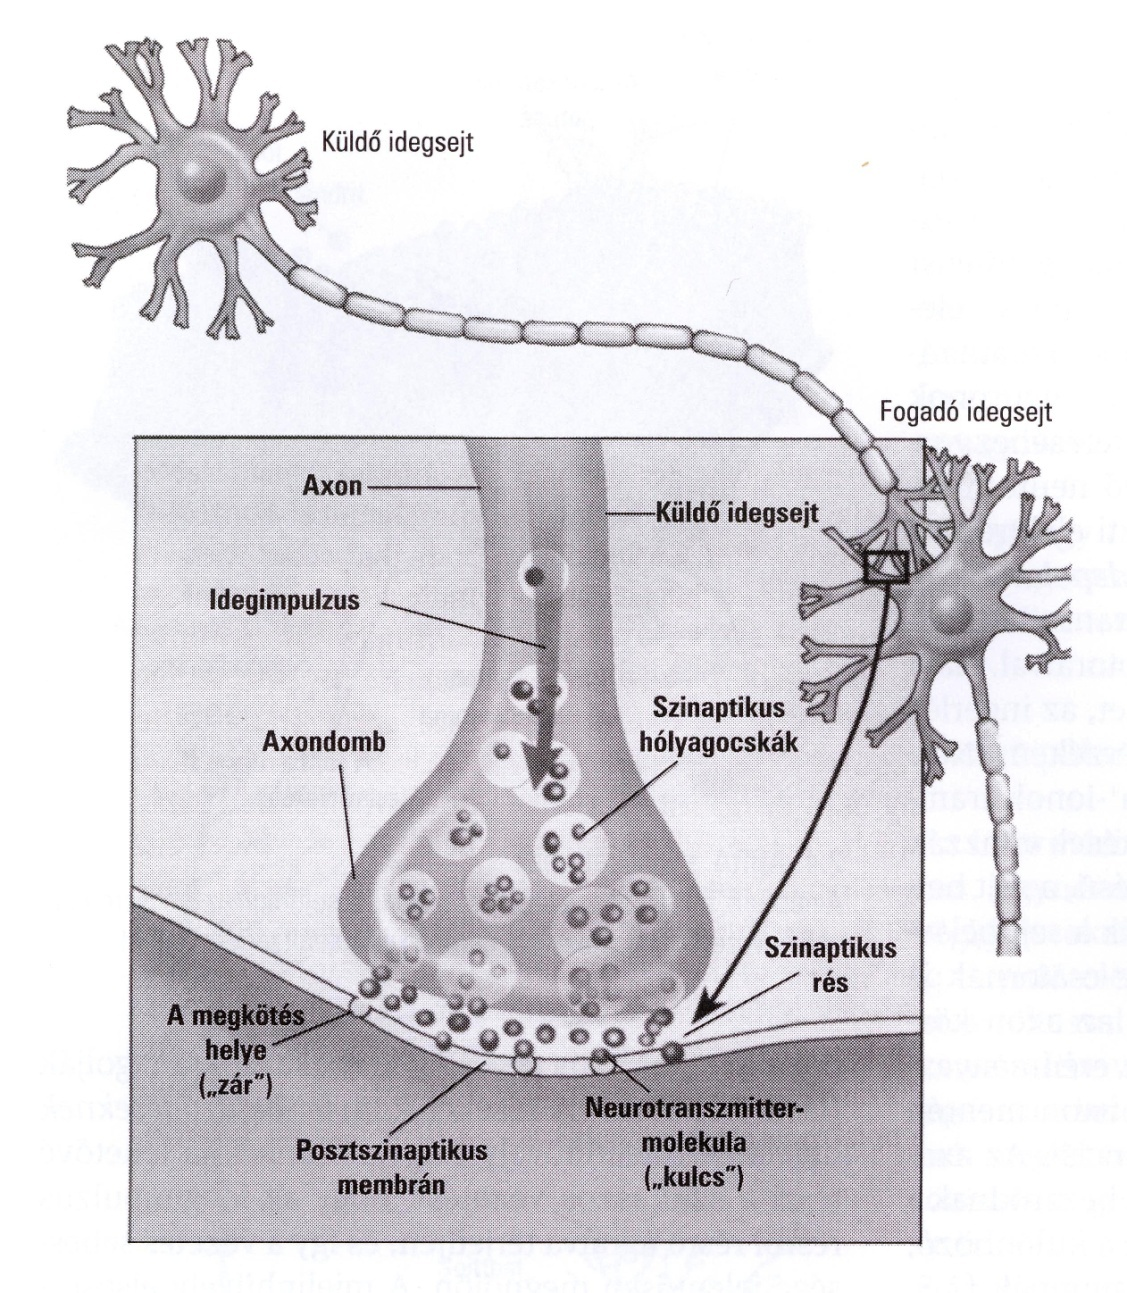 Küldő idegsejt
Fogadó idegsejt
Axon
Küldő idegsejt
Idegimpulzus
Szinaptikus
hólyagocskák
Axondomb
Szinaptikus
rés
A megkötés
helye
(„zár”)
Neurotranszmitter-
molekula
(„kulcs”)
Posztszinaptikus
membrán